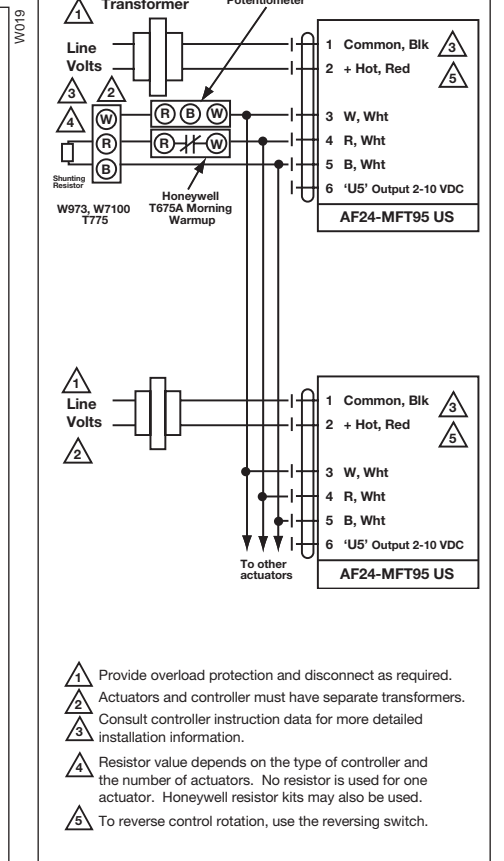 W019
Potentiometer
1 Transformer
Line
Volts
3 2
4
W
R
B
R B W
R W
Shunting
Resistor
W973, W7100
T775
Honeywell
T675A Morning
Warmup
1 Common, Blk 3
2 + Hot, Red 5
3 W, Wht
4 R, Wht
5 B, Wht
6 ‘U5’ Output 2-10 VDC
AF24-MFT95 US
1
Line
Volts
2
1 Common, Blk 3
2 + Hot, Red 5
3 W, Wht
4 R, Wht
5 B, Wht
6 ‘U5’ Output 2-10 VDC
AF24-MFT95 US
To other
actuators
1 Provide overload protection and disconnect as required.
2 Actuators and controller must have separate transformers.
3 Consult controller instruction data for more detailed
installation information.
4 Resistor value depends on the type of controller and
the number of actuators. No resistor is used for one
actuator. Honeywell resistor kits may also be used.
5 To reverse control rotation, use the reversing switch.